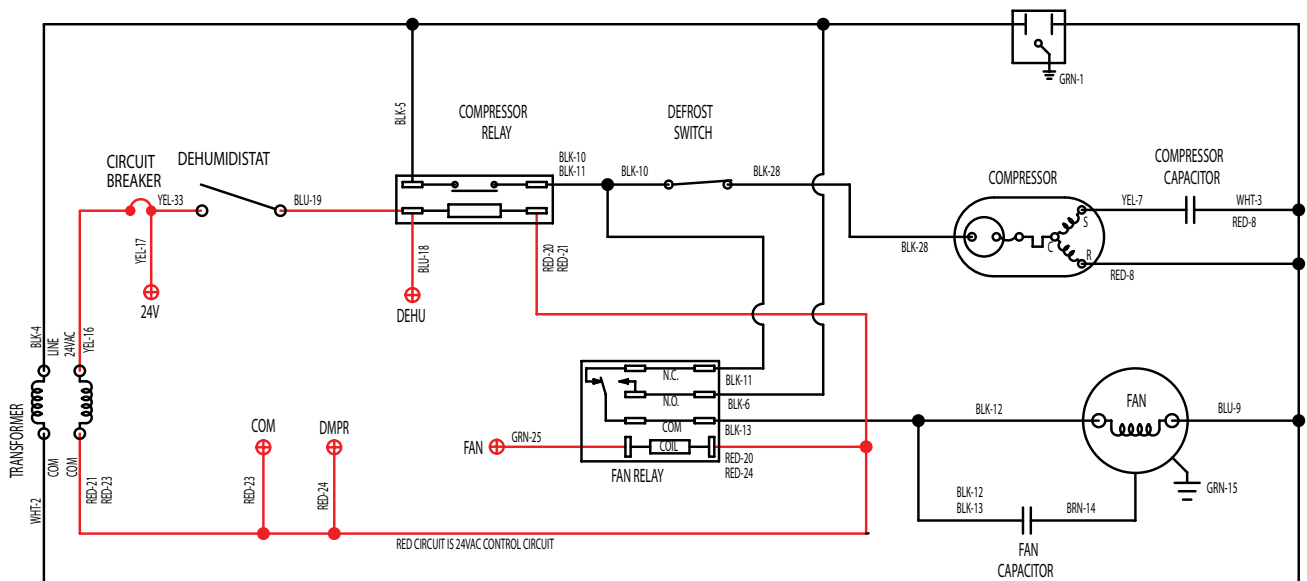 GRN-1
BLK-5
COMPRESSOR
RELAY
DEFROST
SWITCH
CIRCUIT
BREAKER
DEHUMIDISTAT
BLK-10
BLK-11
BLK-10
BLK-28
COMPRESSOR
COMPRESSOR
CAPACITOR
YEL-33
BLU-19
YEL-7
WHT-3
RED-8
S
C
R
BLK-28
RED-8
YEL-17
24V
BLU-18
DEHU
RED-20
RED-21
BLK-4
LINE
24VAC
YEL-16
TRANSFORMER
COM
COM
WHT-2
RED-21
RED-23
N.C.
BLK-11
N.O.
BLK-6
COM
BLK-13
COIL
RED-20
RED-24
FAN RELAY
FAN
GRN-25
COM
DMPR
RED-23
RED-24
BLK-12
FAN
BLU-9
GRN-15
BLK-12
BLK-13
BRN-14
FAN
CAPACITOR
RED CIRCUIT IS 24VAC CONTROL CIRCUIT